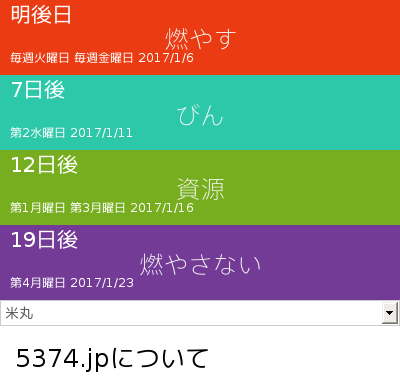 明後日
燃やす
毎週火曜日 毎週金曜日 2017/1/6
7日後
びん
第2水曜日 2017/1/11
12日後
資源
第1月曜日 第3月曜日 2017/1/16
19日後
燃やさない
第4月曜日 2017/1/23
米丸
5374.jpについて